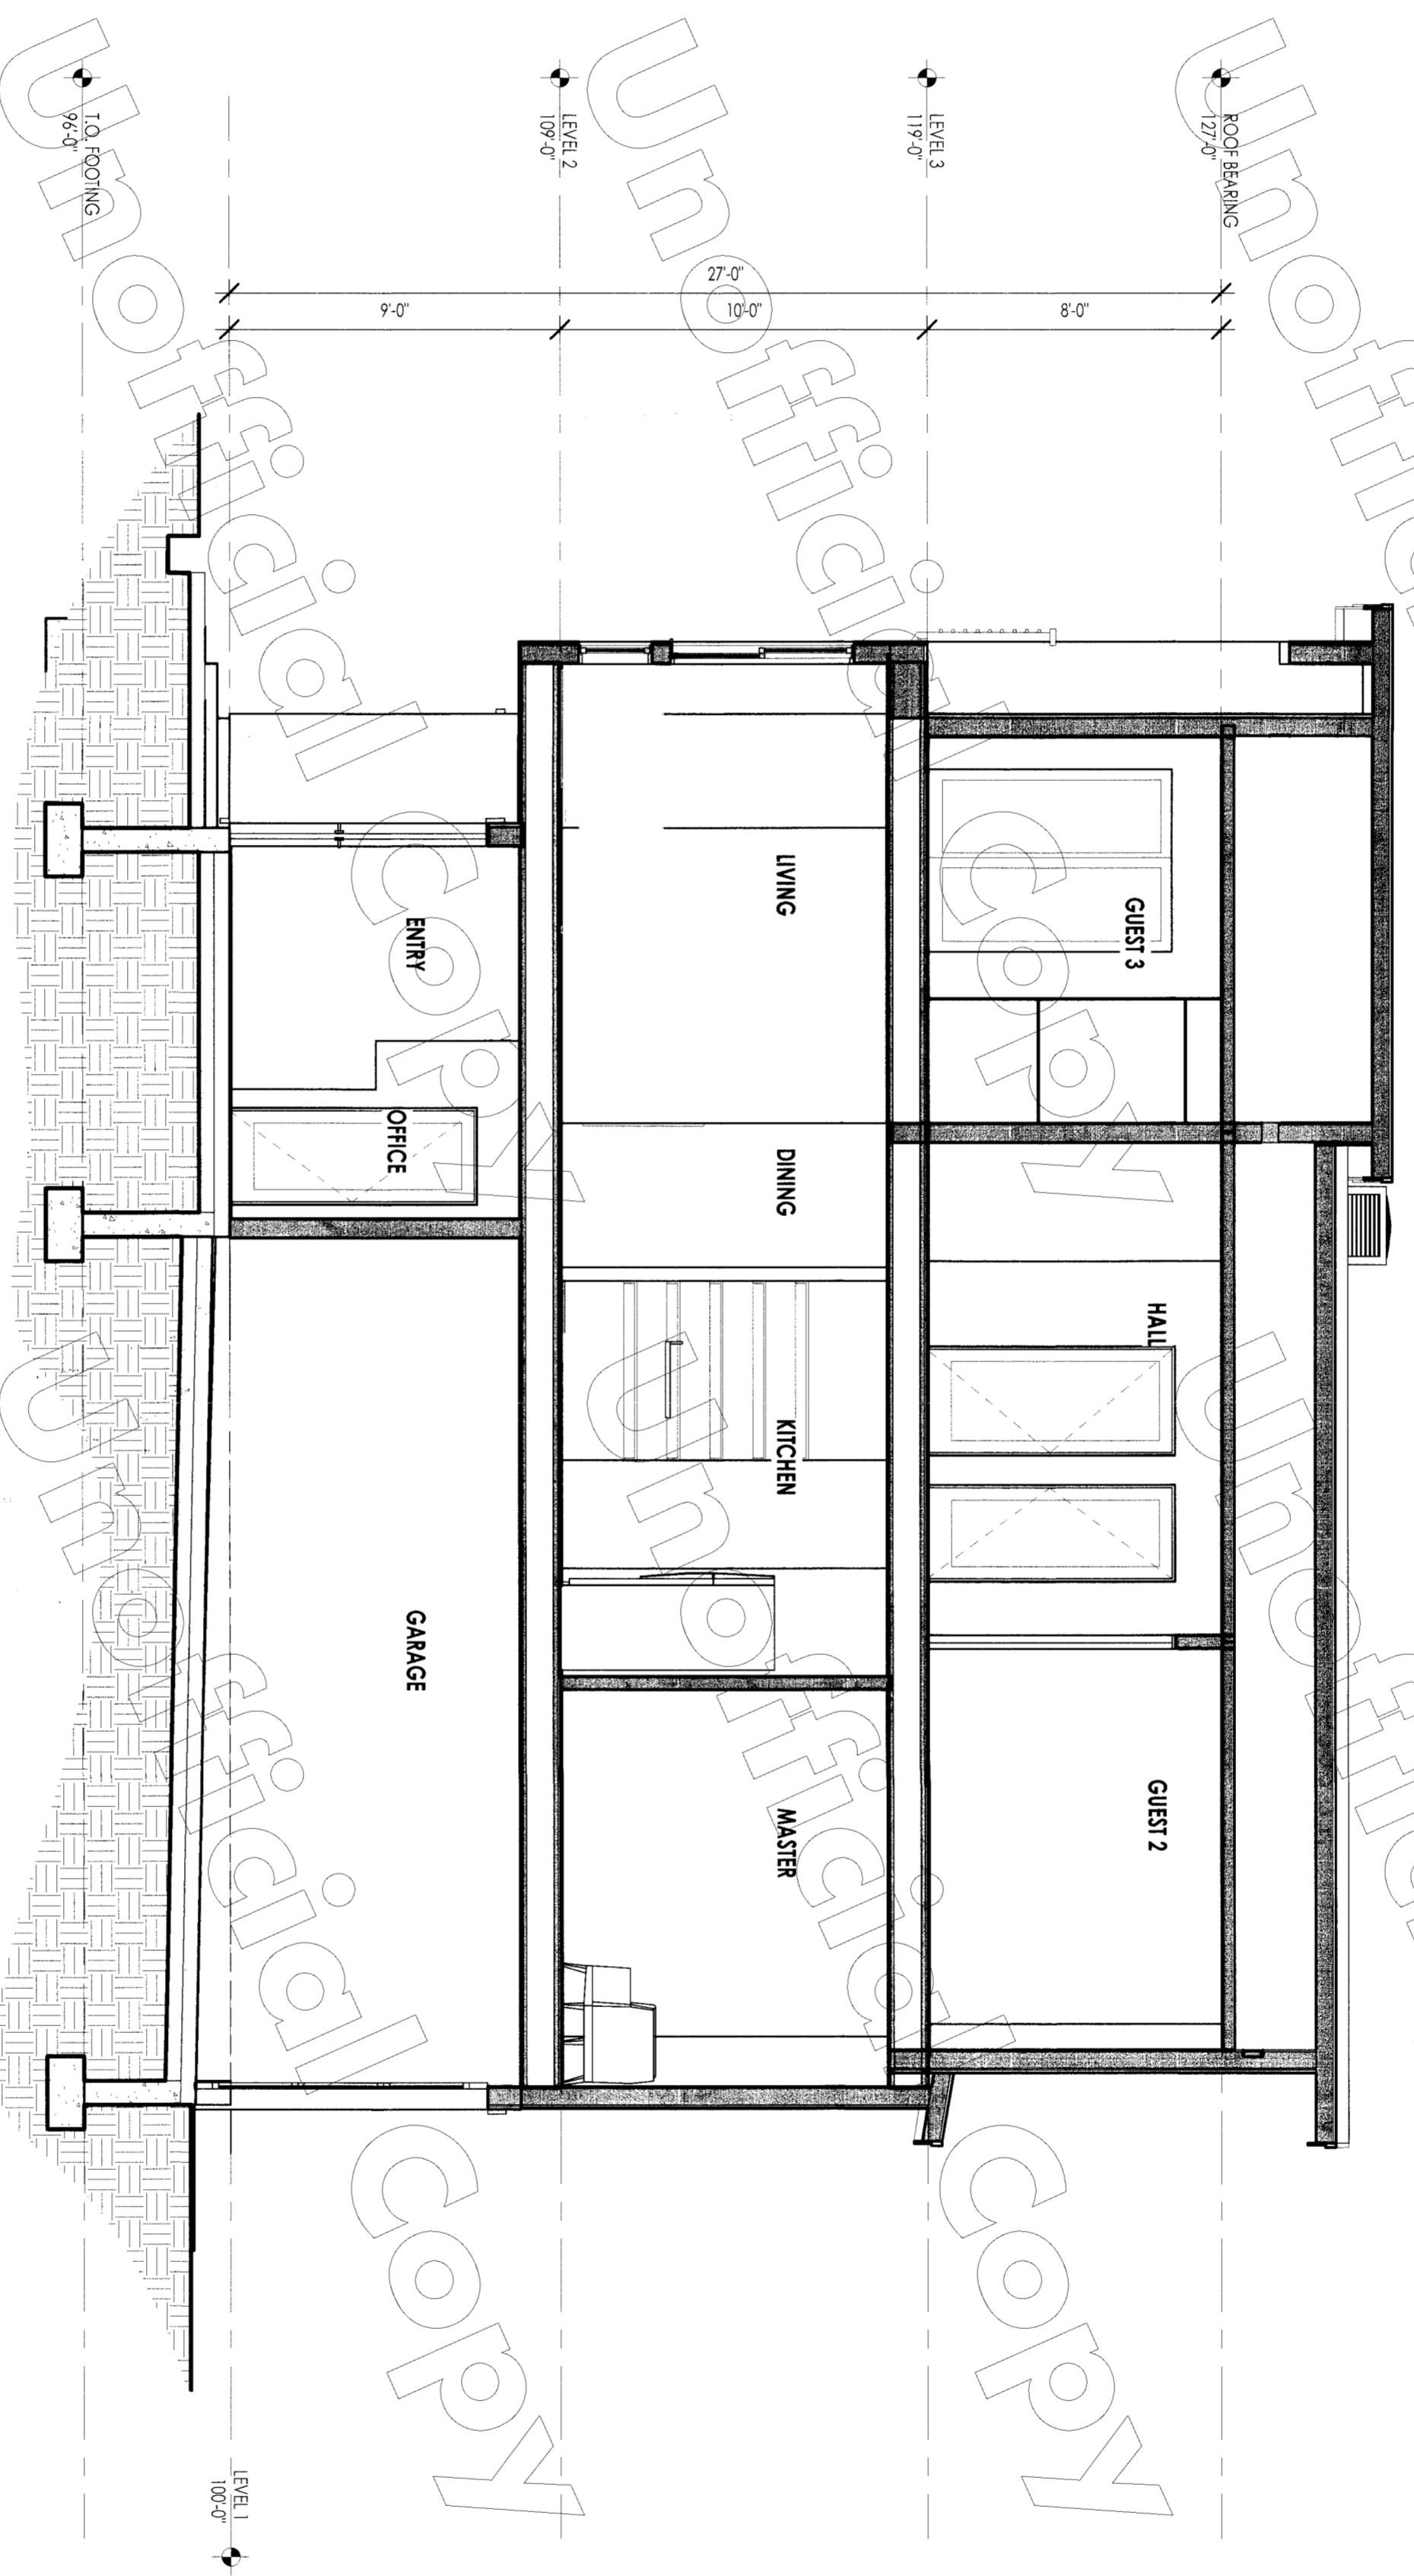 ROOF BEARING
127'-0"
LEVEL 3
119'-0"
LEVEL 2
109'-0"
T.O. FOOTING
96'-0"
LEVEL 1
100'-0"
27'-0"
8'-0"
10'-0"
9'-0"
GUEST 3
HALL
GUEST 2
LIVING
DINING
KITCHEN
MASTER
ENTRY
OFFICE
GARAGE
Unofficial Copy
Unofficial Copy
Unofficial
Unofficial Copy
Unofficial Copy
Unofficial